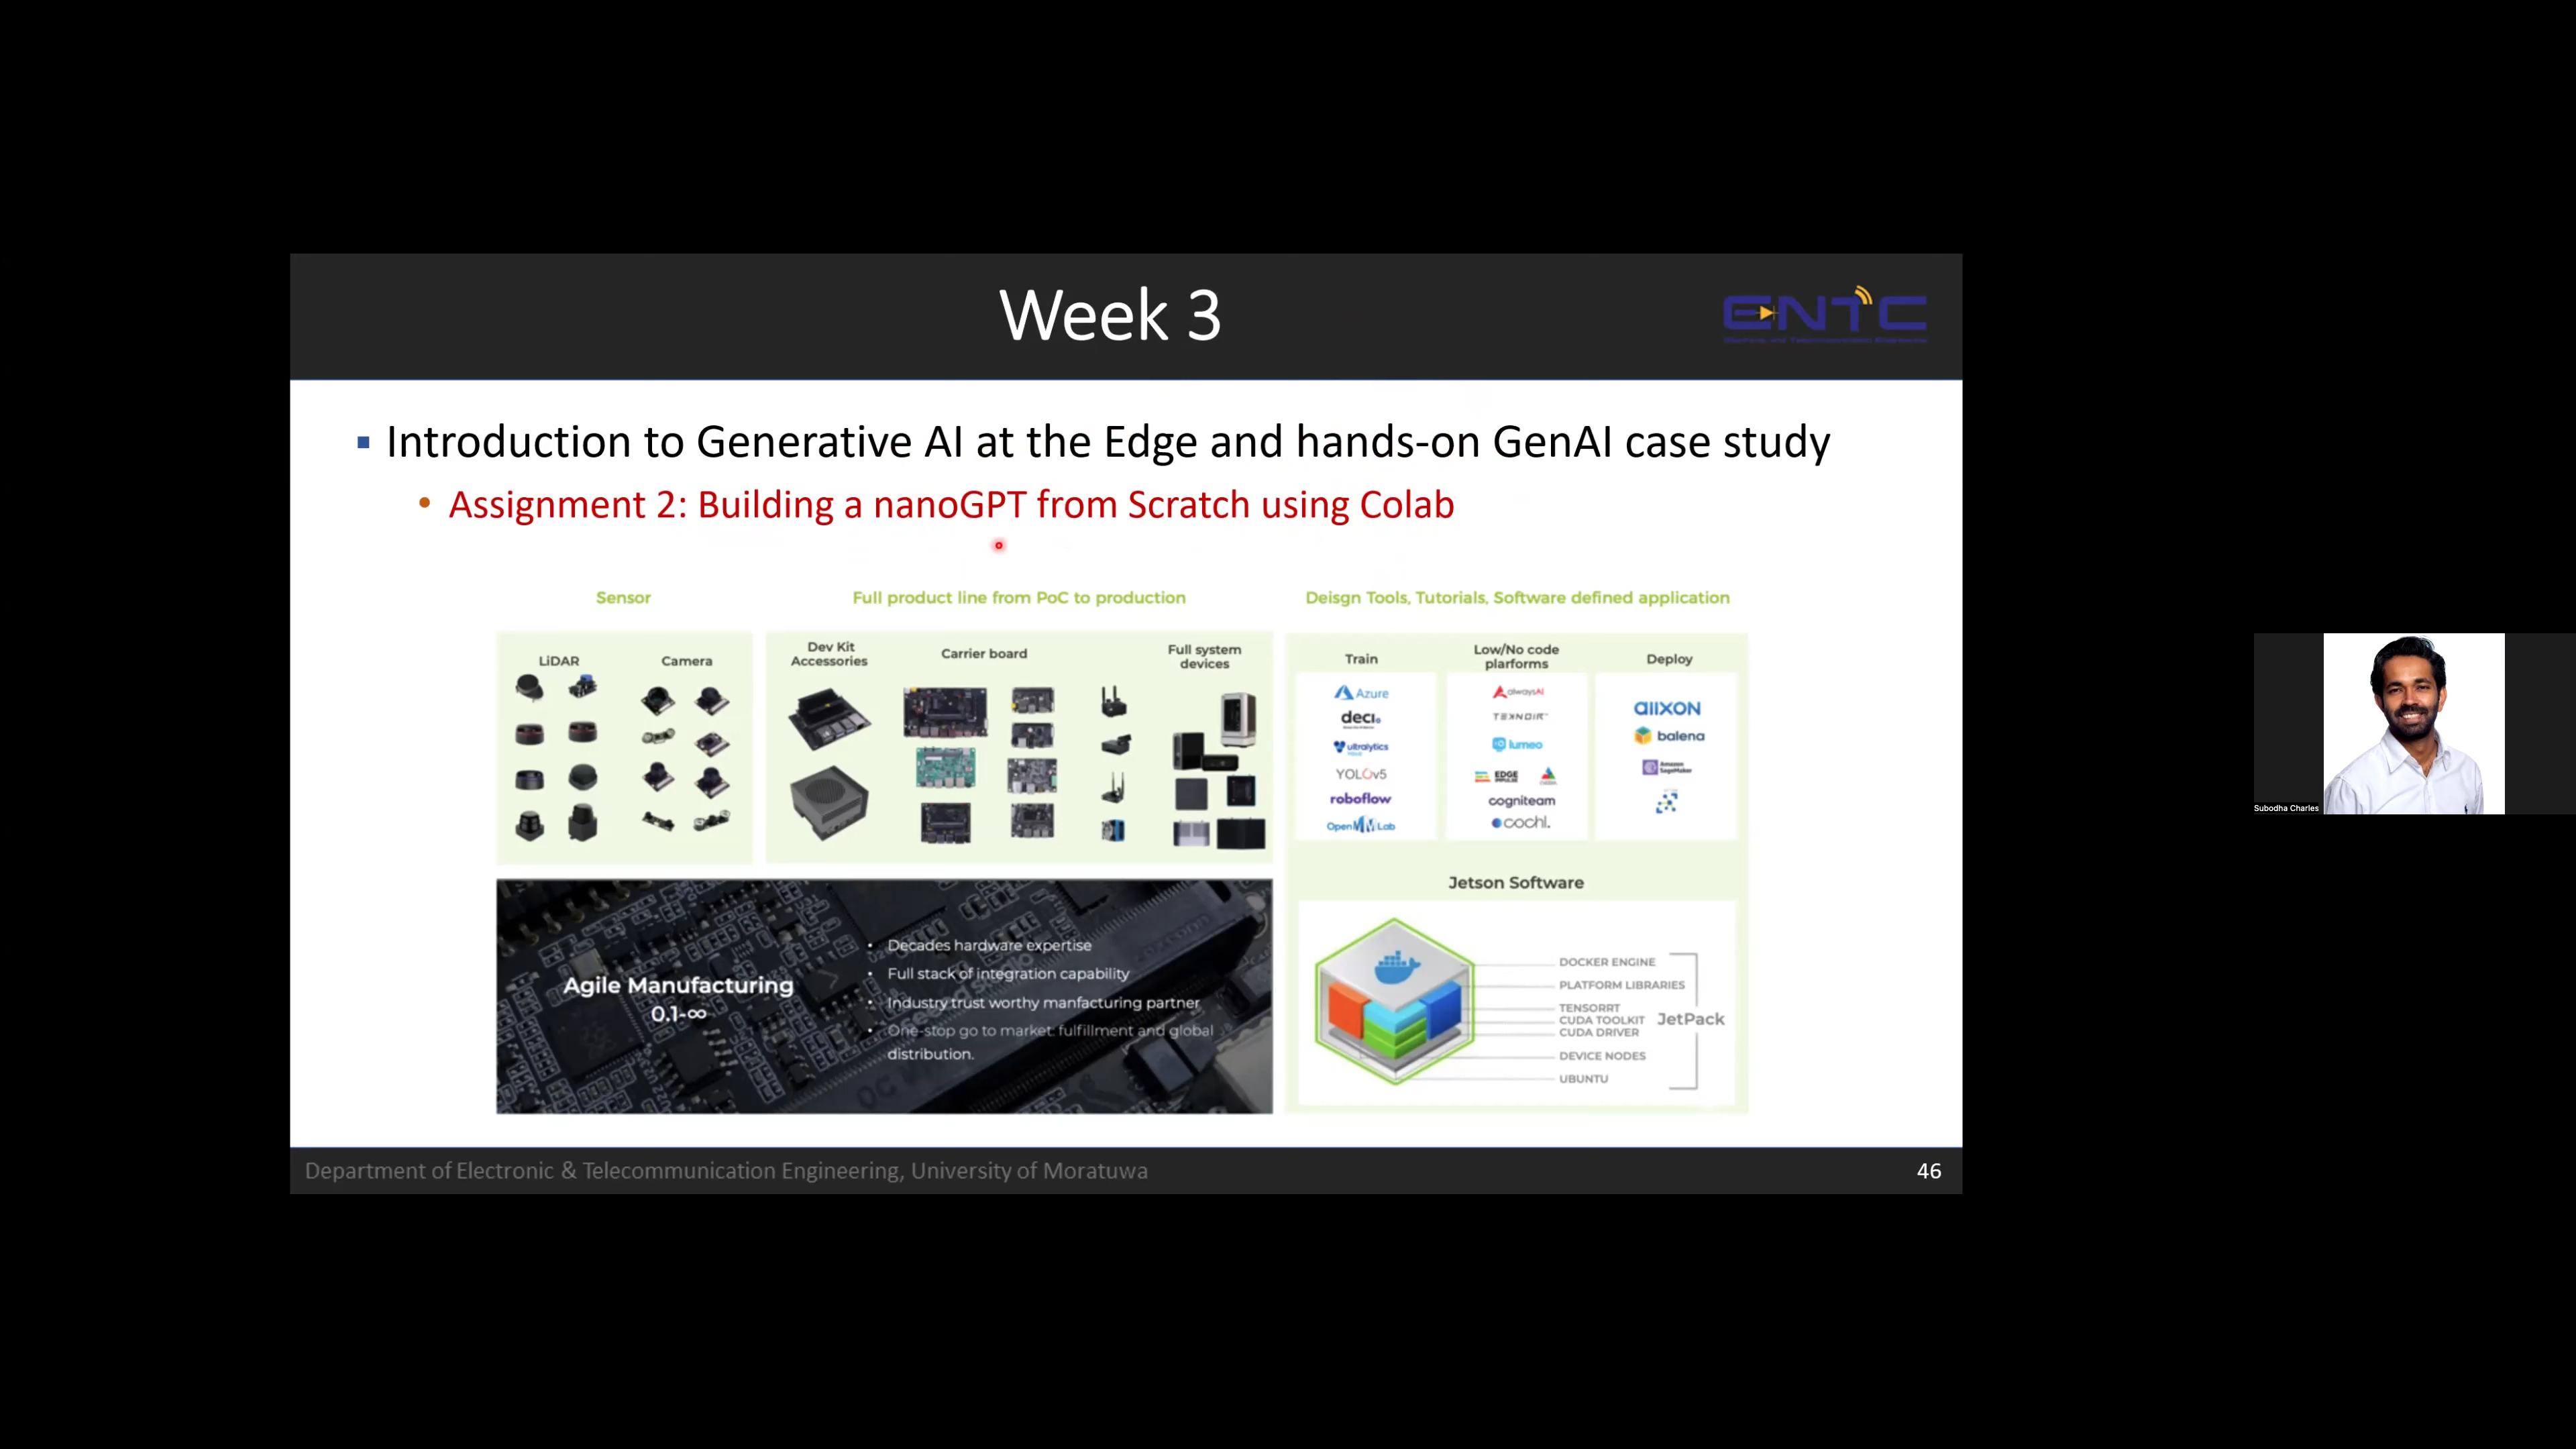 Week 3
ENTC
Introduction to Generative AI at the Edge and hands-on GenAI case study
Assignment 2: Building a nanoGPT from Scratch using Colab
Sensor
Full product line from PoC to production
Deisgn Tools, Tutorials, Software defined application
LiDAR
Camera
Dev Kit
Accessories
Carrier board
Full system
devices
Train
Azure
deci.
ultralytics
YOLOv5
roboflow
OpenMMLab
Low/No code
plarforms
alwaysAI
TEKNOIR
lumeo
EDGE IMPULSE
cogniteam
cochl.
Deploy
allXON
balena
Amazon
SageMaker
Agile Manufacturing
0.1-∞
• Decades hardware expertise
• Full stack of integration capability
• Industry trust worthy manfacturing partner
• One-stop go to market: fulfillment and global
distribution.
Jetson Software
DOCKER ENGINE
PLATFORM LIBRARIES
TENSORRT
CUDA TOOLKIT
CUDA DRIVER
DEVICE NODES
UBUNTU
JetPack
Department of Electronic & Telecommunication Engineering, University of Moratuwa
46
Subodha Charles